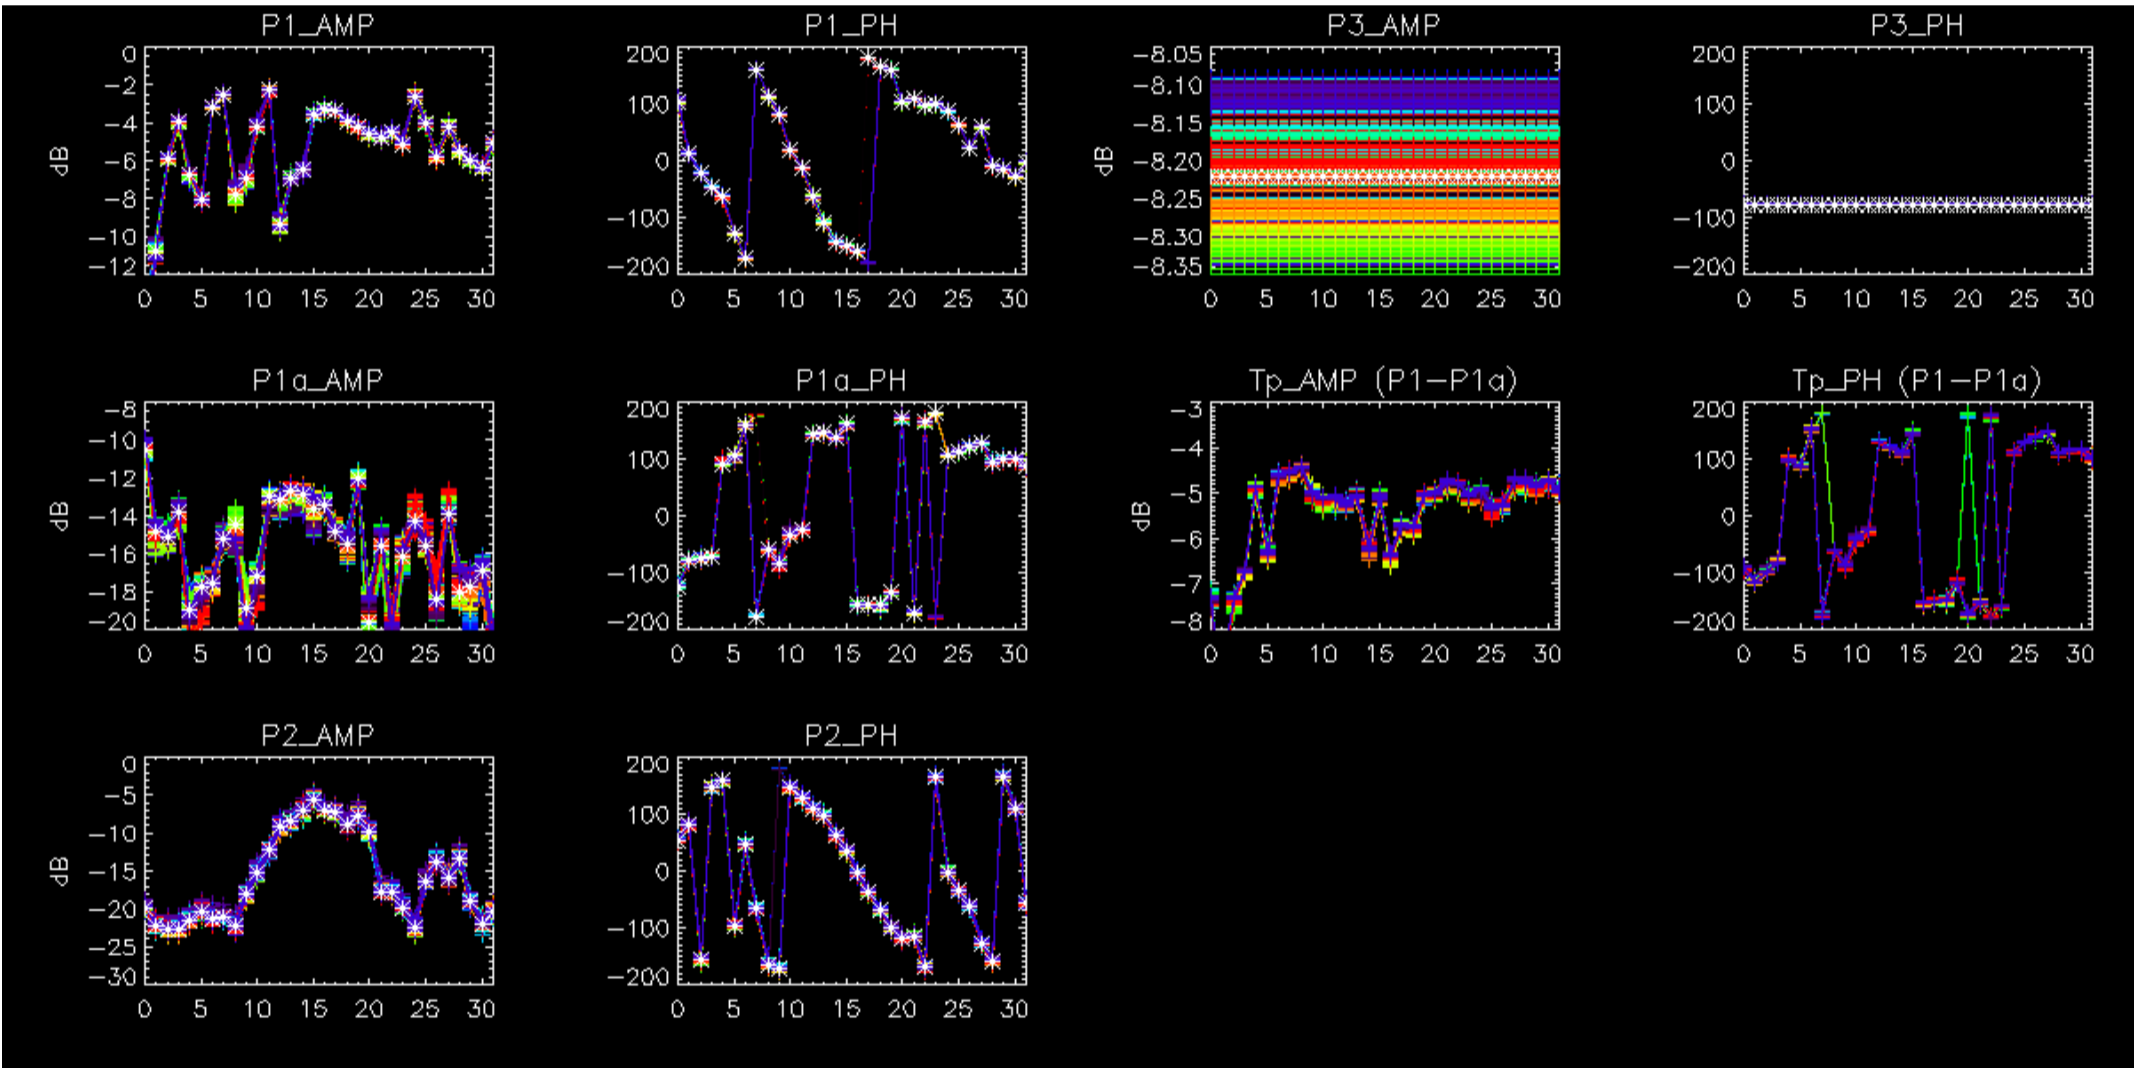 P1_AMP
0
-2
-4
-6
-8
-10
-12
dB
0 5 10 15 20 25 30
P1_PH
200
100
0
-100
-200
0 5 10 15 20 25 30
P3_AMP
-8.05
-8.10
-8.15
-8.20
-8.25
-8.30
-8.35
dB
0 5 10 15 20 25 30
P3_PH
200
100
0
-100
-200
0 5 10 15 20 25 30
P1a_AMP
-8
-10
-12
-14
-16
-18
-20
dB
0 5 10 15 20 25 30
P1a_PH
200
100
0
-100
-200
0 5 10 15 20 25 30
Tp_AMP (P1-P1a)
-3
-4
-5
-6
-7
-8
dB
0 5 10 15 20 25 30
Tp_PH (P1-P1a)
200
100
0
-100
-200
0 5 10 15 20 25 30
P2_AMP
0
-5
-10
-15
-20
-25
-30
dB
0 5 10 15 20 25 30
P2_PH
200
100
0
-100
-200
0 5 10 15 20 25 30